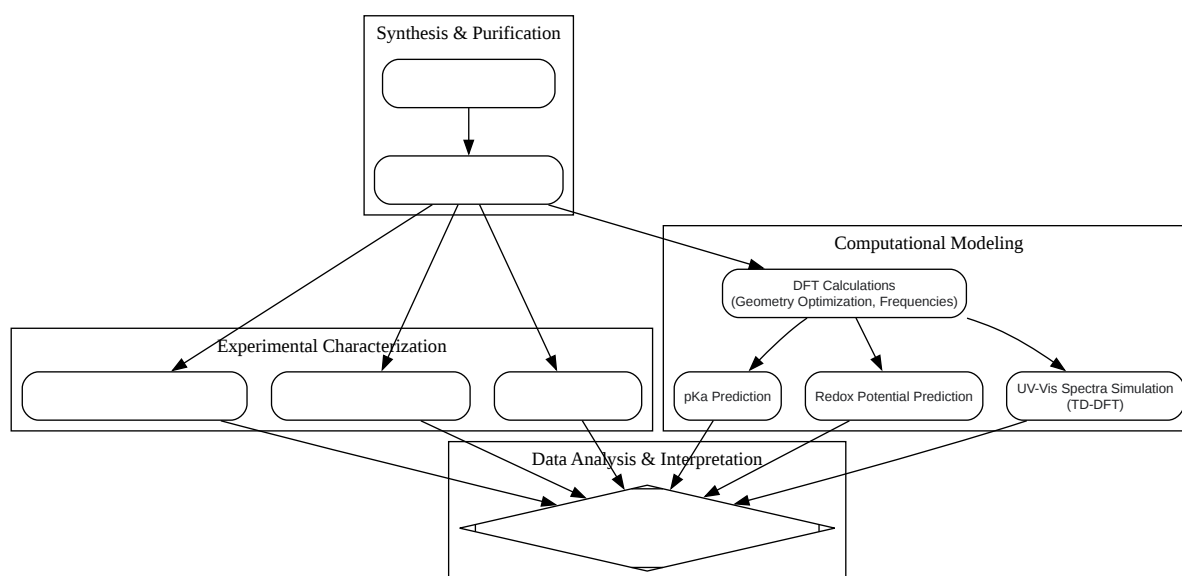 Synthesis & Purification
Computational Modeling
DFT Calculations
(Geometry Optimization, Frequencies)
Experimental Characterization
pKa Prediction
Redox Potential Prediction
UV-Vis Spectra Simulation
(TD-DFT)
Data Analysis & Interpretation